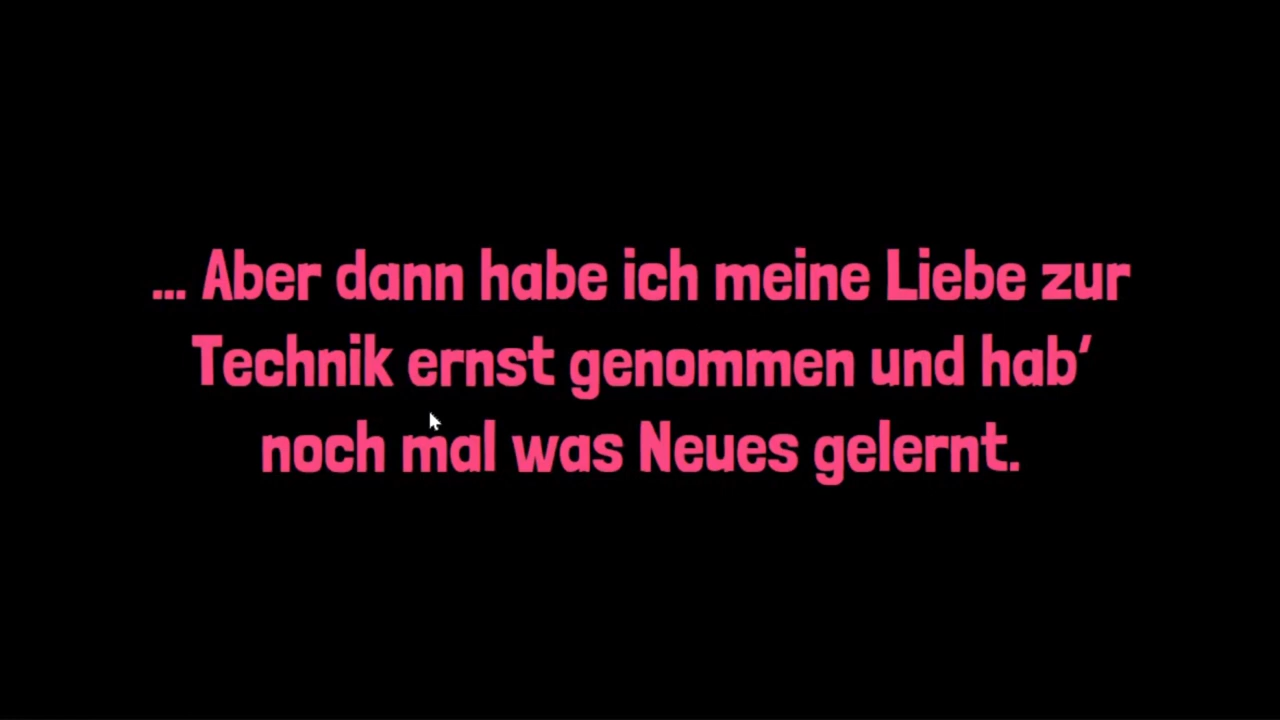 ... Aber dann habe ich meine Liebe zur
Technik ernst genommen und hab’
noch mal was Neues gelernt.